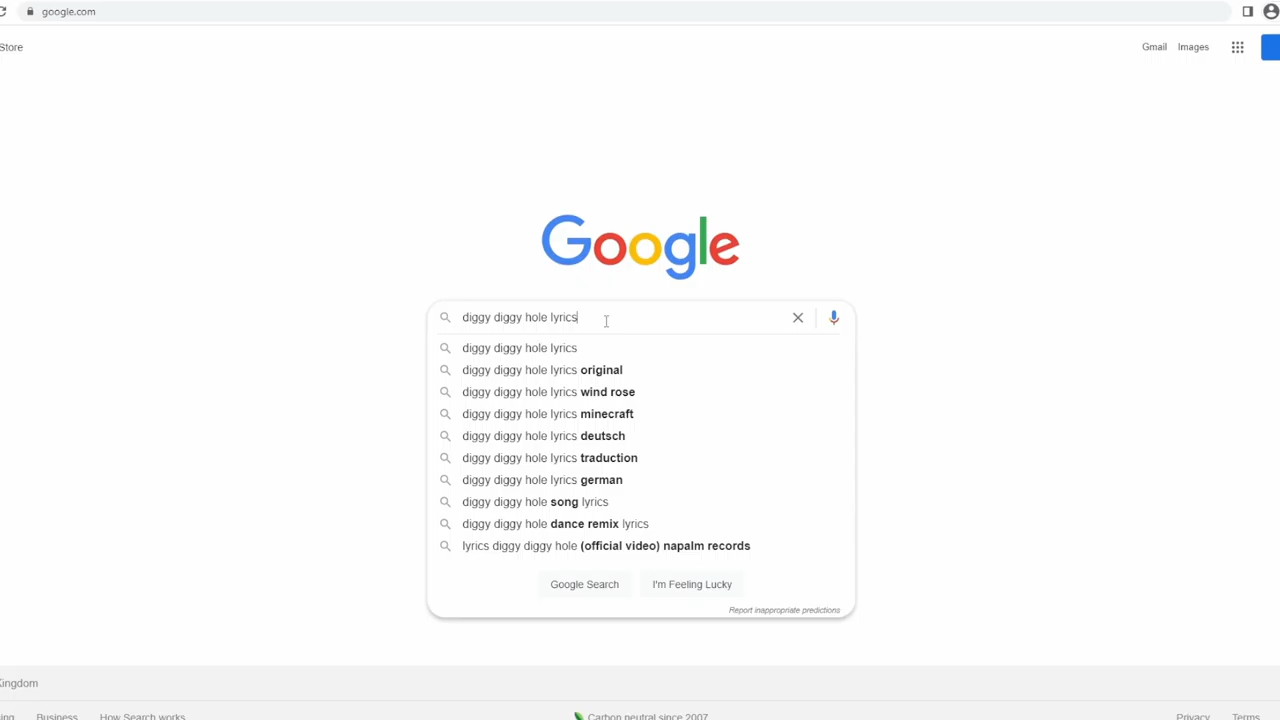 google.com
Store
Gmail Images
Google
diggy diggy hole lyrics
diggy diggy hole lyrics
diggy diggy hole lyrics original
diggy diggy hole lyrics wind rose
diggy diggy hole lyrics minecraft
diggy diggy hole lyrics deutsch
diggy diggy hole lyrics traduction
diggy diggy hole lyrics german
diggy diggy hole song lyrics
diggy diggy hole dance remix lyrics
lyrics diggy diggy hole (official video) napalm records
Google Search I'm Feeling Lucky
Report inappropriate predictions
Kingdom
Business How Search works Carbon neutral since 2007 Privacy Terms